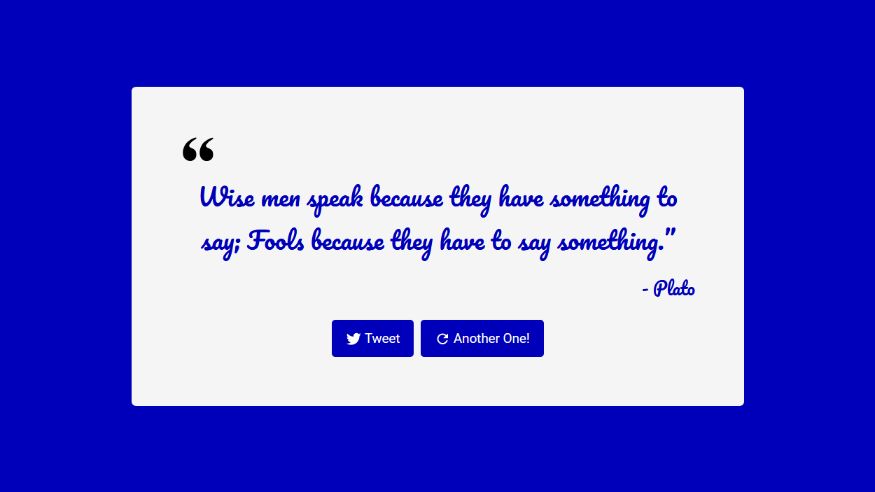 “
Wise men speak because they have something to
say; Fools because they have to say something.”
- Plato
Tweet
Another One!